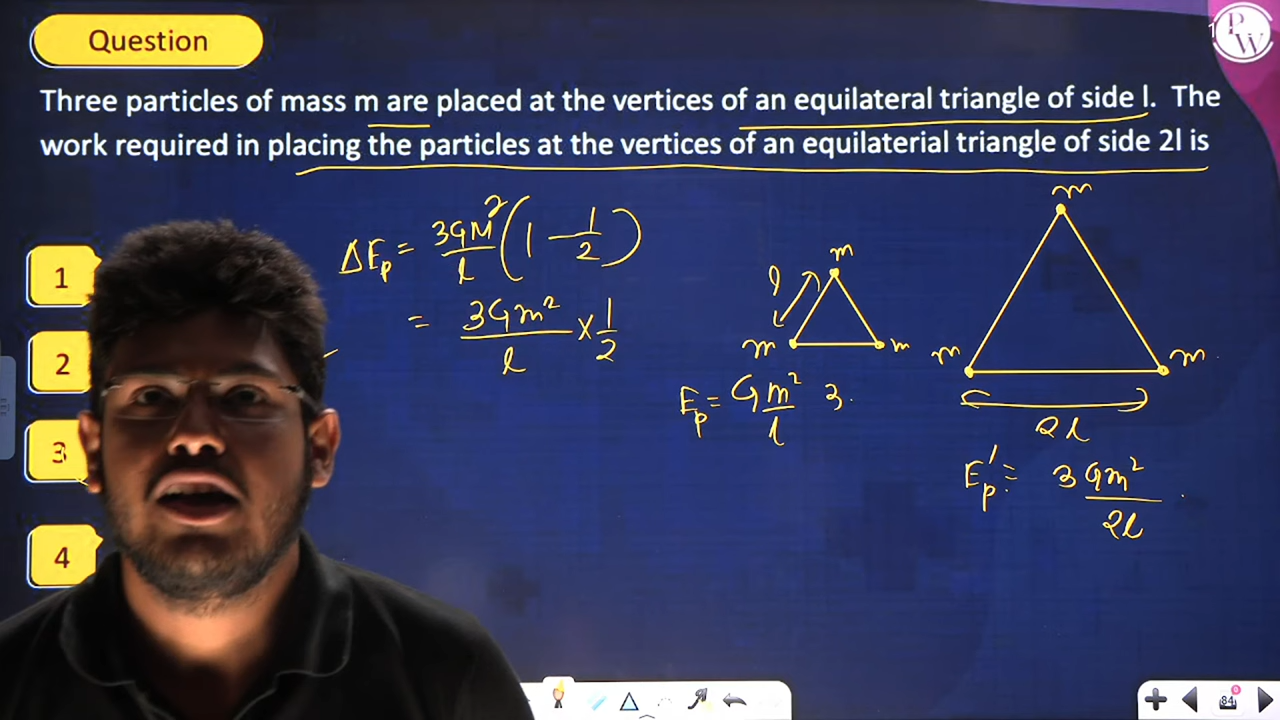 Question
PW
Three particles of mass m are placed at the vertices of an equilateral triangle of side l. The
work required in placing the particles at the vertices of an equilaterial triangle of side 2l is
ΔEp = 3GM²/l (1 - 1/2)
= 3Gm²/l × 1/2
1
2
3
4
m
l
m
m
Ep = Gm²/l 3
m
m
m
2l
Ep' = 3Gm²/2l
84